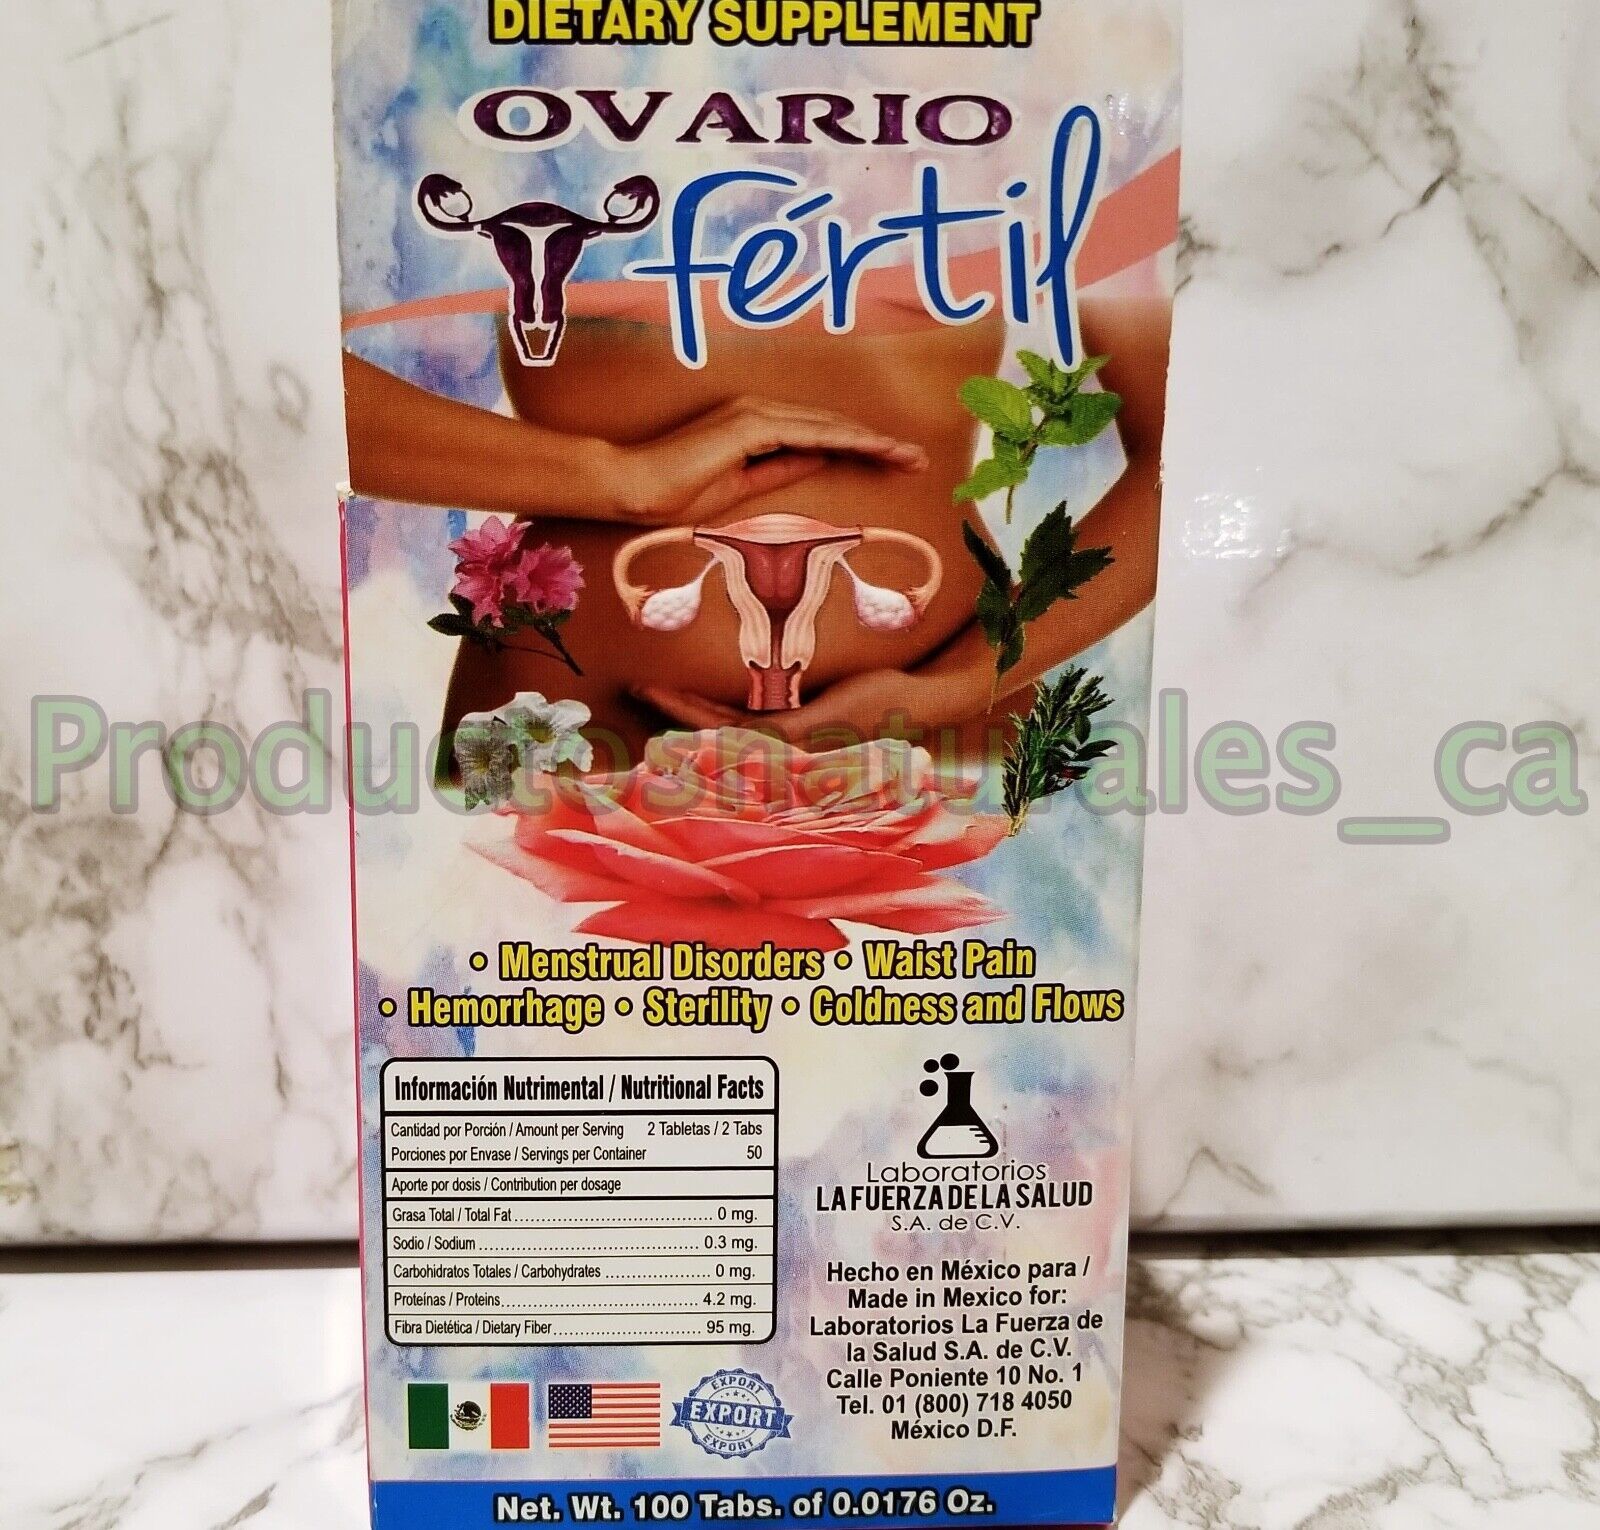 DIETARY SUPPLEMENT
OVARIO
fértil
Productosnaturales_ca
• Menstrual Disorders • Waist Pain
• Hemorrhage • Sterility • Coldness and Flows
Información Nutrimental / Nutritional Facts
Cantidad por Porción / Amount per Serving 2 Tabletas / 2 Tabs
Porciones por Envase / Servings per Container 50
Aporte por dosis / Contribution per dosage
Grasa Total / Total Fat 0 mg.
Sodio / Sodium 0.3 mg.
Carbohidratos Totales / Carbohydrates 0 mg.
Proteínas / Proteins 4.2 mg.
Fibra Dietética / Dietary Fiber 95 mg.
Laboratorios
LA FUERZA DE LA SALUD
S.A. de C.V.
Hecho en México para /
Made in Mexico for:
Laboratorios La Fuerza de
la Salud S.A. de C.V.
Calle Poniente 10 No. 1
Tel. 01 (800) 718 4050
México D.F.
EXPORT
EXPORT
EXPORT
Net. Wt. 100 Tabs. of 0.0176 Oz.